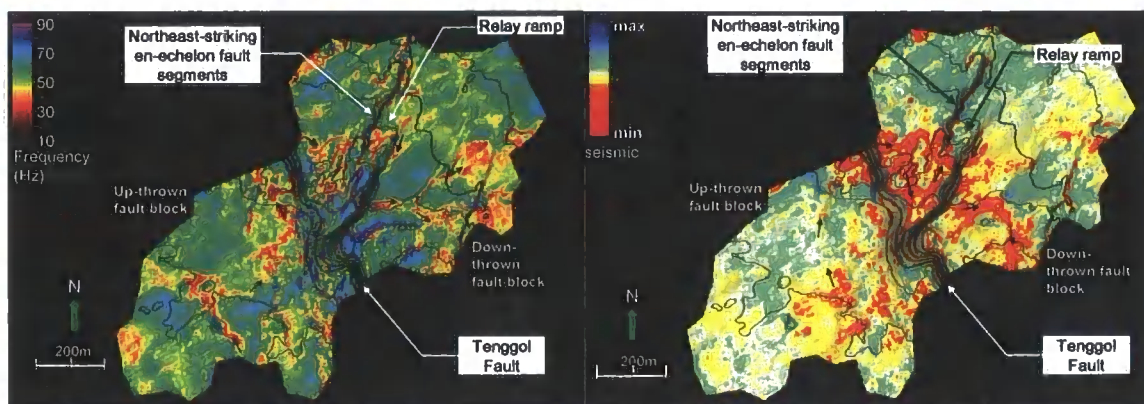 90
70
50
30
10
Frequency
(Hz)
Northeast-striking
en-echelon fault
segments
Relay ramp
Up-thrown
fault block
Down-
thrown
fault-block
N
200m
Tenggol
Fault
max
min
seismic
Northeast-striking
en-echelon fault
segments
Relay ramp
Up-thrown
fault block
Down-
thrown fault
block
N
200m
Tenggol
Fault